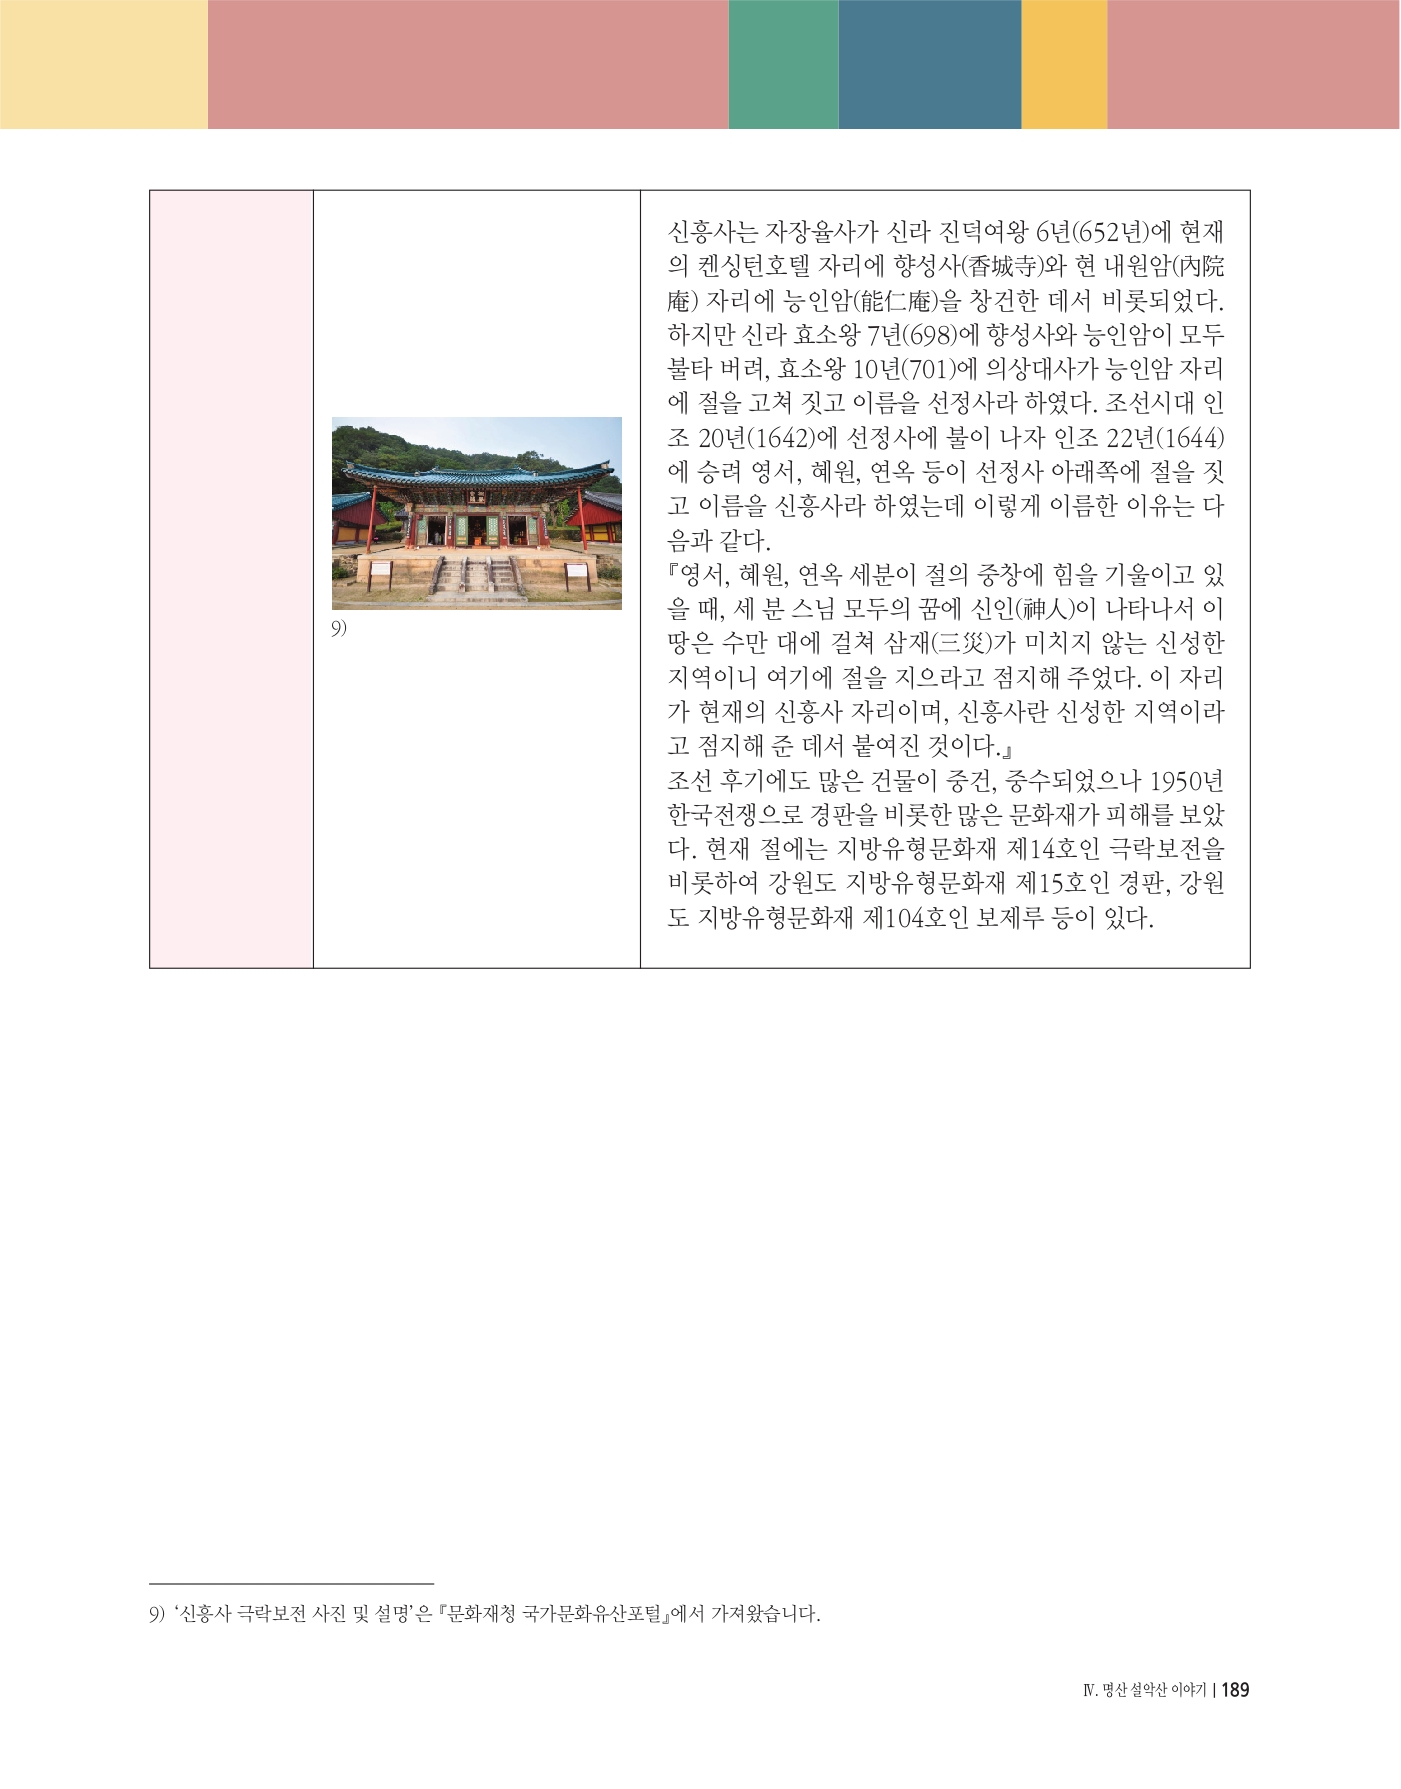 신흥사는 자장율사가 신라 진덕여왕 6년(652년)에 현재
의 켄싱턴호텔 자리에 향성사(香城寺)와 현 내원암(內院
庵) 자리에 능인암(能仁庵)을 창건한 데서 비롯되었다.
하지만 신라 효소왕 7년(698)에 향성사와 능인암이 모두
불타 버려, 효소왕 10년(701)에 의상대사가 능인암 자리
에 절을 고쳐 짓고 이름을 선정사라 하였다. 조선시대 인
조 20년(1642)에 선정사에 불이 나자 인조 22년(1644)
에 승려 영서, 혜원, 연옥 등이 선정사 아래쪽에 절을 짓
고 이름을 신흥사라 하였는데 이렇게 이름한 이유는 다
음과 같다.
『영서, 혜원, 연옥 세분이 절의 중창에 힘을 기울이고 있
을 때, 세 분 스님 모두의 꿈에 신인(神人)이 나타나서 이
땅은 수만 대에 걸쳐 삼재(三災)가 미치지 않는 신성한
지역이니 여기에 절을 지으라고 점지해 주었다. 이 자리
가 현재의 신흥사 자리이며, 신흥사란 신성한 지역이라
고 점지해 준 데서 붙여진 것이다.』
조선 후기에도 많은 건물이 중건, 중수되었으나 1950년
한국전쟁으로 경판을 비롯한 많은 문화재가 피해를 보았
다. 현재 절에는 지방유형문화재 제14호인 극락보전을
비롯하여 강원도 지방유형문화재 제15호인 경판, 강원
도 지방유형문화재 제104호인 보제루 등이 있다.
9)
9) ‘신흥사 극락보전 사진 및 설명’은 『문화재청 국가문화유산포털』에서 가져왔습니다.
Ⅳ. 명산 설악산 이야기 | 189